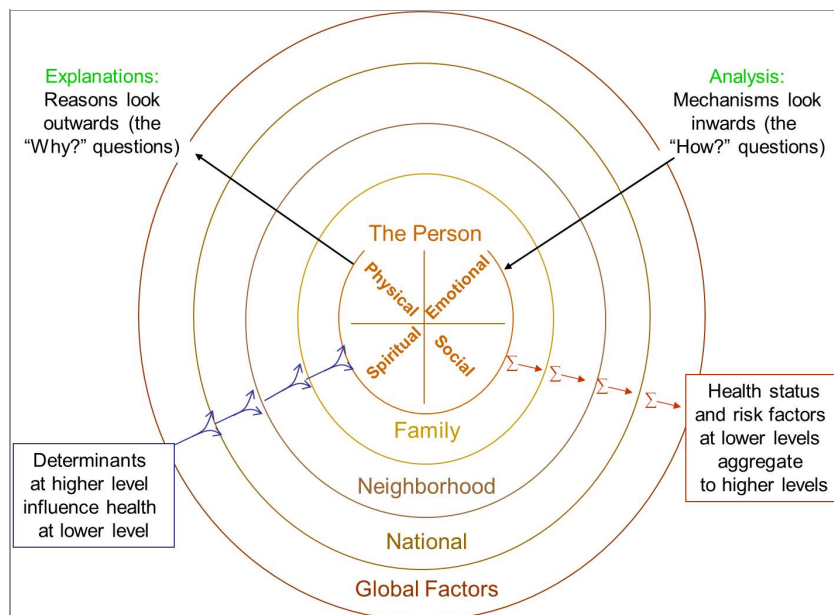 Explanations:
Reasons look
outwards (the
“Why?” questions)
Analysis:
Mechanisms look
inwards (the
“How?” questions)
The Person
Physical
Emotional
Spiritual
Social
Σ
Σ
Σ
Σ
Family
Neighborhood
National
Global Factors
Determinants
at higher level
influence health
at lower level
Health status
and risk factors
at lower levels
aggregate
to higher levels